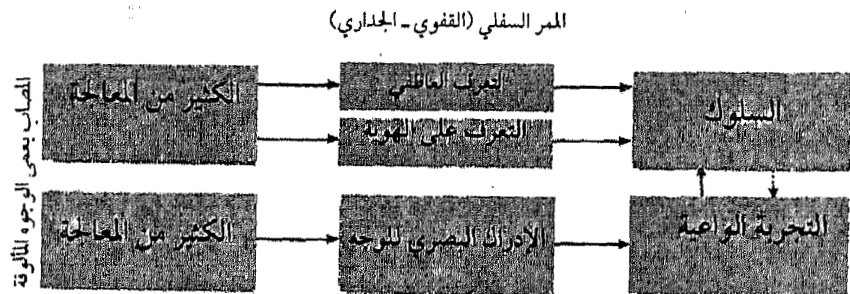 الممر السفلي (القفوي ـ الجداري)
المصاب بعمى الوجوه المألوفة
الكثير من المعالجة
التعرف العاطفي
السلوك
التعرف على الهوية
الكثير من المعالجة
الإدراك البصري للوجه
التجربة الواعية